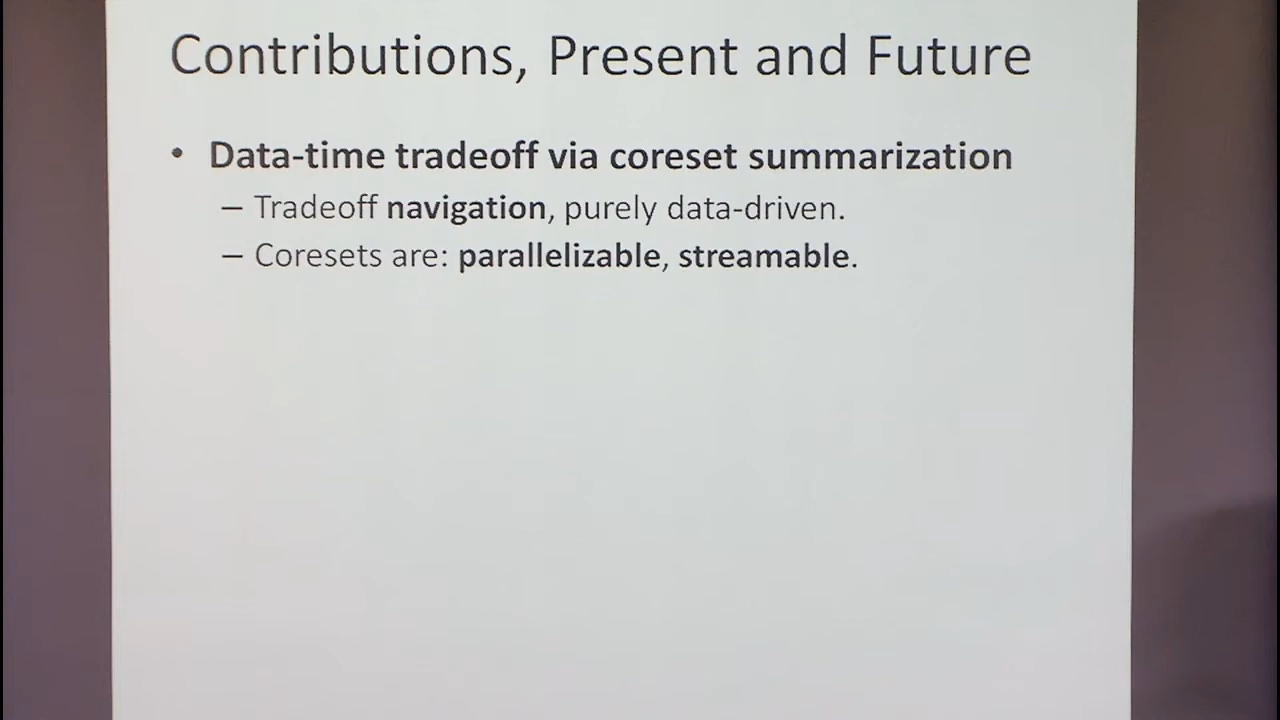 Contributions, Present and Future
• Data-time tradeoff via coreset summarization
– Tradeoff navigation, purely data-driven.
– Coresets are: parallelizable, streamable.